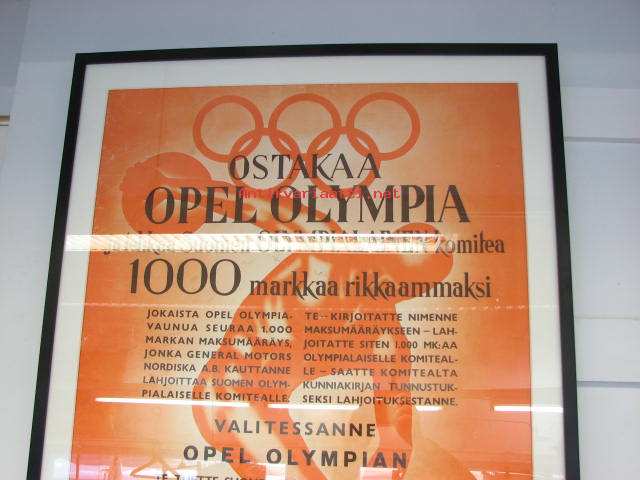 OSTAKAA
OPEL OLYMPIA
komitea
1000 markkaa rikkaammaksi
JOKAISTA OPEL OLYMPIA-
VAUNUA SEURAA 1.000
MARKAN MAKSUMÄÄRÄYS,
JONKA GENERAL MOTORS
NORDISKA A.B. KAUTTANNE
LAHJOITTAA SUOMEN OLYM-
PIALAISELLE KOMITEALLE.
TE--KIRJOITATTE NIMENNE
MAKSUMÄÄRÄYKSEEN – LAH-
JOITATTE SITEN 1.000 MK:AA
OLYMPIALAISELLE KOMITEAL-
LE – SAATTE KOMITEALTA
KUNNIAKIRJAN TUNNUSTUK-
SEKSI LAHJOITUKSESTANNE.
VALITESSANNE
OPEL OLYMPIAN